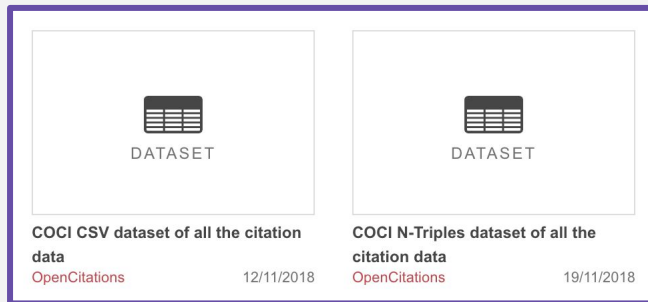 DATASET
COCI CSV dataset of all the citation
data
OpenCitations 12/11/2018
DATASET
COCI N-Triples dataset of all the
citation data
OpenCitations 19/11/2018